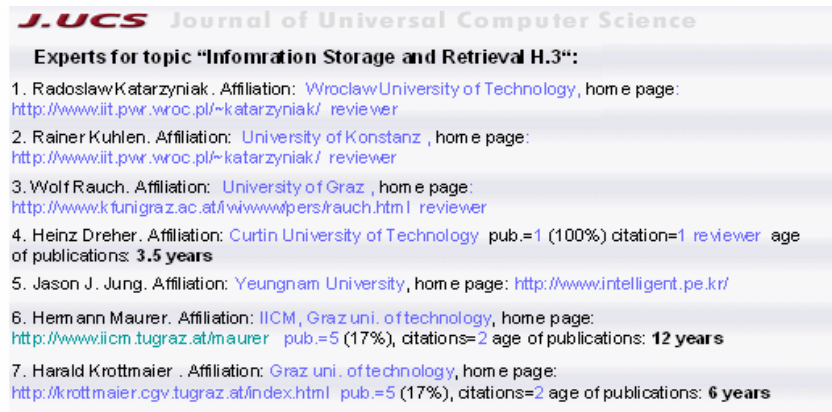 J.UCS Journal of Universal Computer Science
Experts for topic “Infomration Storage and Retrieval H.3“:
1. Radoslaw Katarzyniak. Affiliation: Wroclaw University of Technology, home page:
http://www.iit.pwr.wroc.pl/~katarzyniak/ reviewer
2. Rainer Kuhlen. Affiliation: University of Konstanz , home page:
http://www.iit.pwr.wroc.pl/~katarzyniak/ reviewer
3. Wolf Rauch. Affiliation: University of Graz , home page:
http://www.kfunigraz.ac.at/iwiwww/pers/rauch.html reviewer
4. Heinz Dreher. Affiliation: Curtin University of Technology pub.=1 (100%) citation=1 reviewer age
of publications: 3.5 years
5. Jason J. Jung. Affiliation: Yeungnam University, home page: http://www.intelligent.pe.kr/
6. Hermann Maurer. Affiliation: IICM, Graz uni. of technology, home page:
http://www.iicm.tugraz.at/maurer pub.=5 (17%), citations=2 age of publications: 12 years
7. Harald Krottmaier . Affiliation: Graz uni. of technology, home page:
http://krottmaier.cgv.tugraz.at/index.html pub.=5 (17%), citations=2 age of publications: 6 years